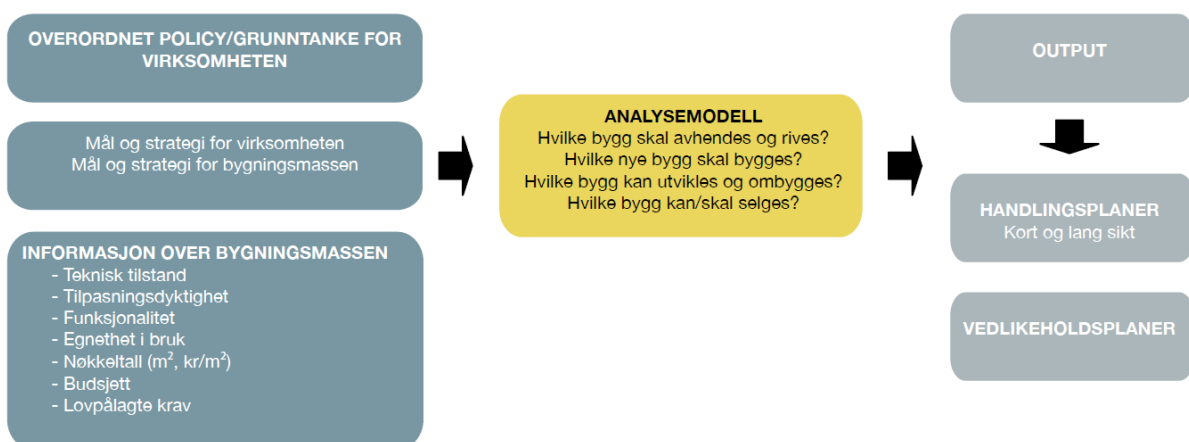 OVERORDNET POLICY/GRUNNTANKE FOR
VIRKSOMHETEN
Mål og strategi for virksomheten
Mål og strategi for bygningsmassen
INFORMASJON OVER BYGNINGSMASSEN
- Teknisk tilstand
- Tilpasningsdyktighet
- Funksjonalitet
- Egnethet i bruk
- Nøkkeltall (m², kr/m²)
- Budsjett
- Lovpålagte krav
ANALYSEMODELL
Hvilke bygg skal avhendes og rives?
Hvilke nye bygg skal bygges?
Hvilke bygg kan utvikles og ombygges?
Hvilke bygg kan/skal selges?
OUTPUT
HANDLINGSPLANER
Kort og lang sikt
VEDLIKEHOLDSPLANER